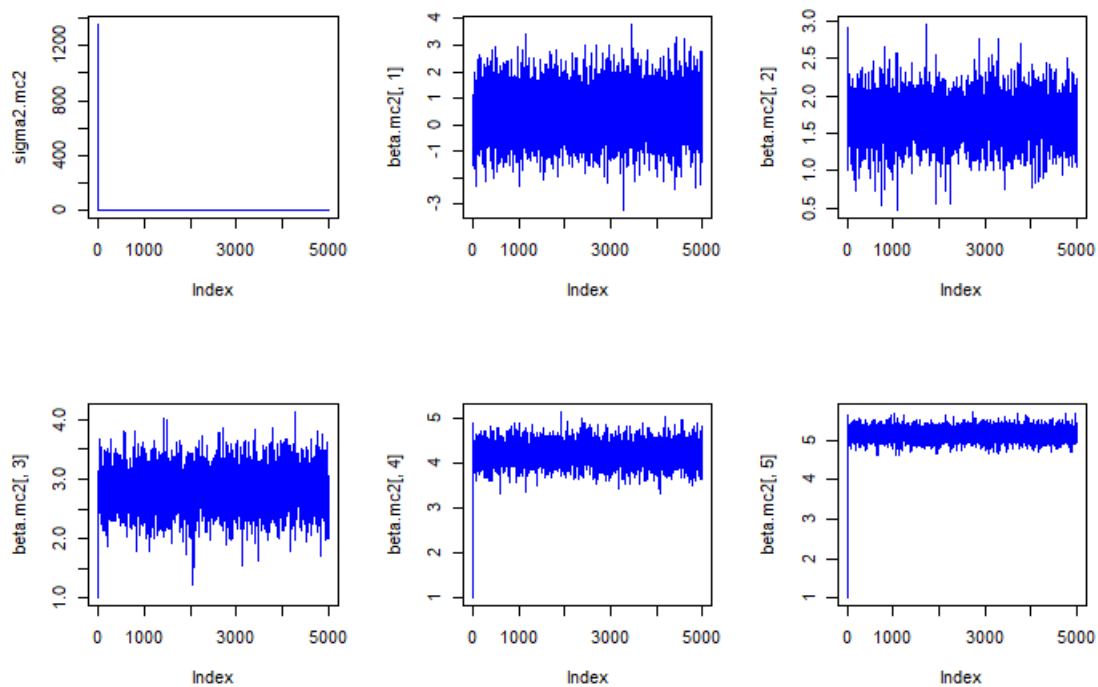 sigma2.mc2
0 400 800 1200
0 1000 3000 5000
Index
beta.mc2[, 1]
-3 -1 0 1 2 3 4
0 1000 3000 5000
Index
beta.mc2[, 2]
0.5 1.0 1.5 2.0 2.5 3.0
0 1000 3000 5000
Index
beta.mc2[, 3]
1.0 2.0 3.0 4.0
0 1000 3000 5000
Index
beta.mc2[, 4]
1 2 3 4 5
0 1000 3000 5000
Index
beta.mc2[, 5]
1 2 3 4 5
0 1000 3000 5000
Index